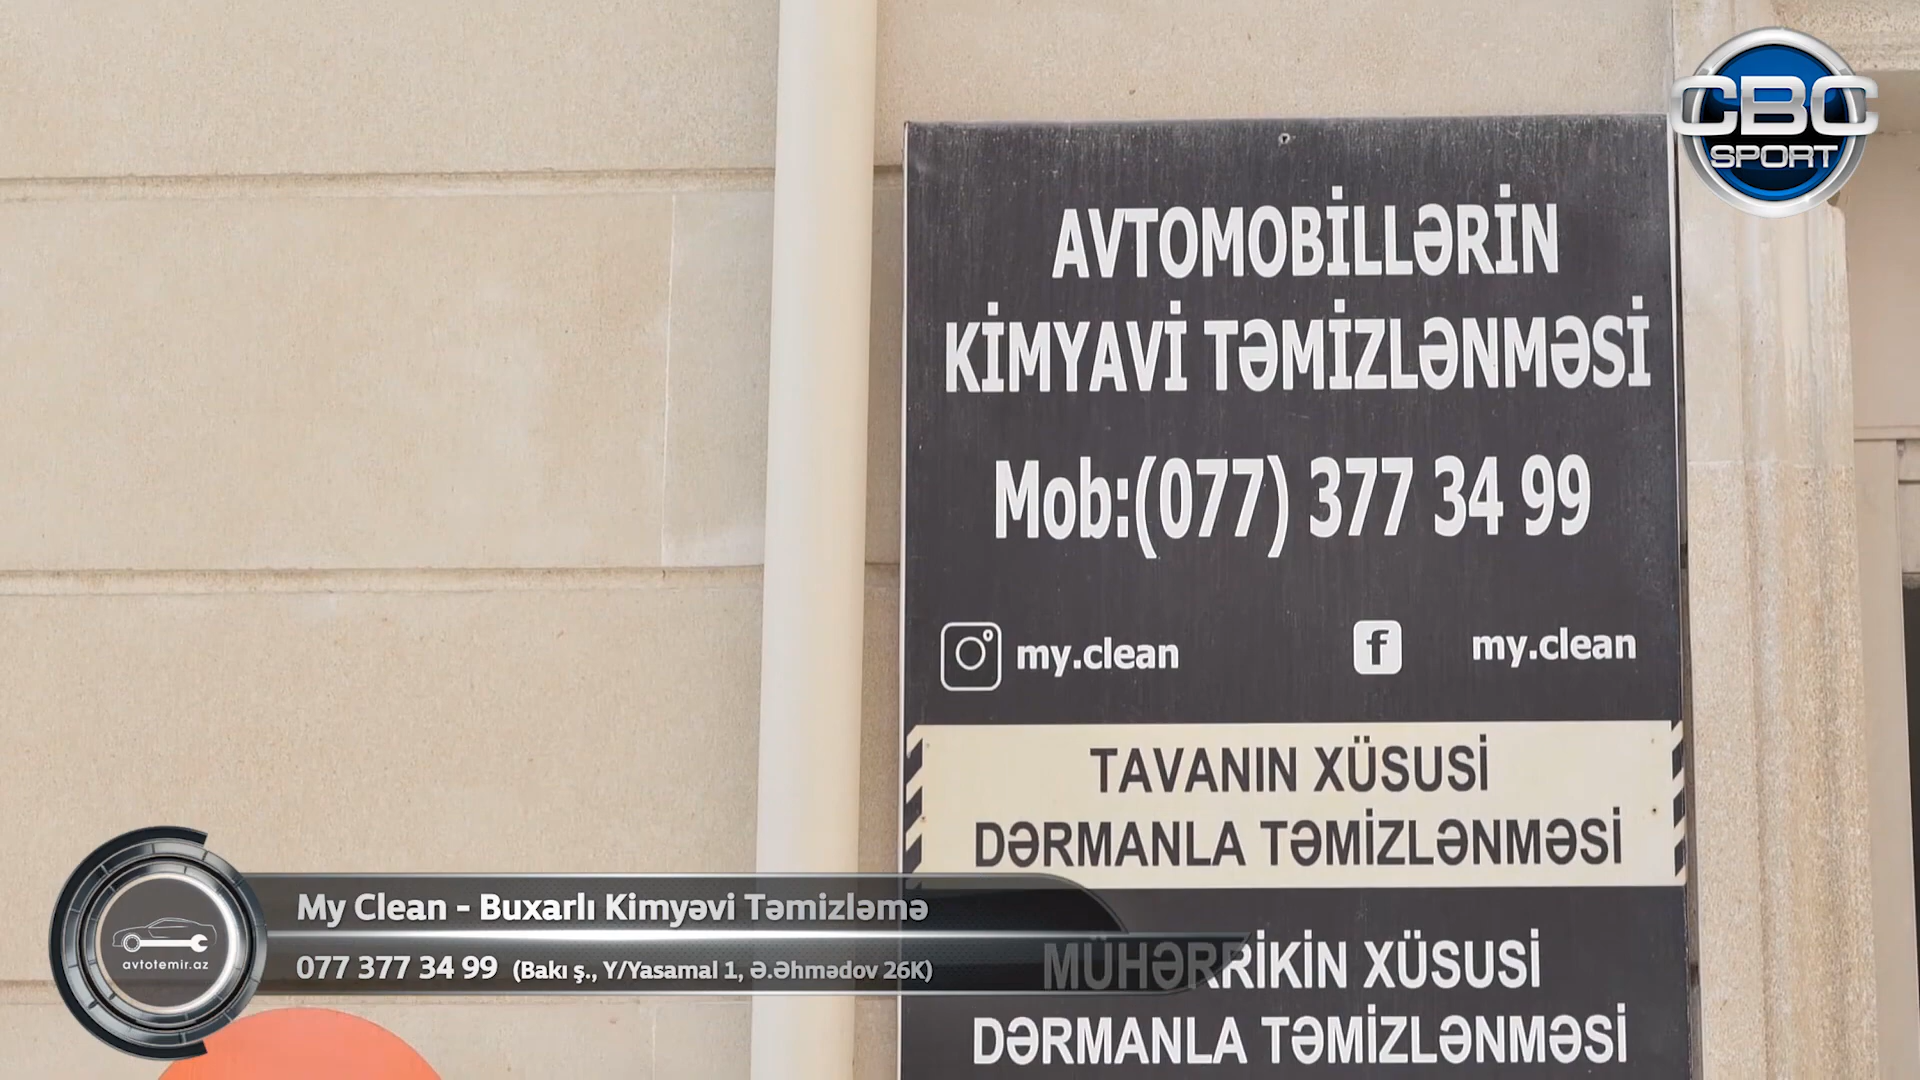 CBC
SPORT
AVTOMOBİLLƏRİN
KİMYAVİ TƏMİZLƏNMƏSİ
Mob:(077) 377 34 99
my.clean
my.clean
TAVANIN XÜSUSİ
DƏRMANLA TƏMİZLƏNMƏSİ
MÜHƏRRİKİN XÜSUSİ
DƏRMANLA TƏMİZLƏNMƏSİ
My Clean - Buxarlı Kimyəvi Təmizləmə
077 377 34 99 (Bakı ş., Y/Yasamal 1, Ə.Əhmədov 26K)
avtotemir.az